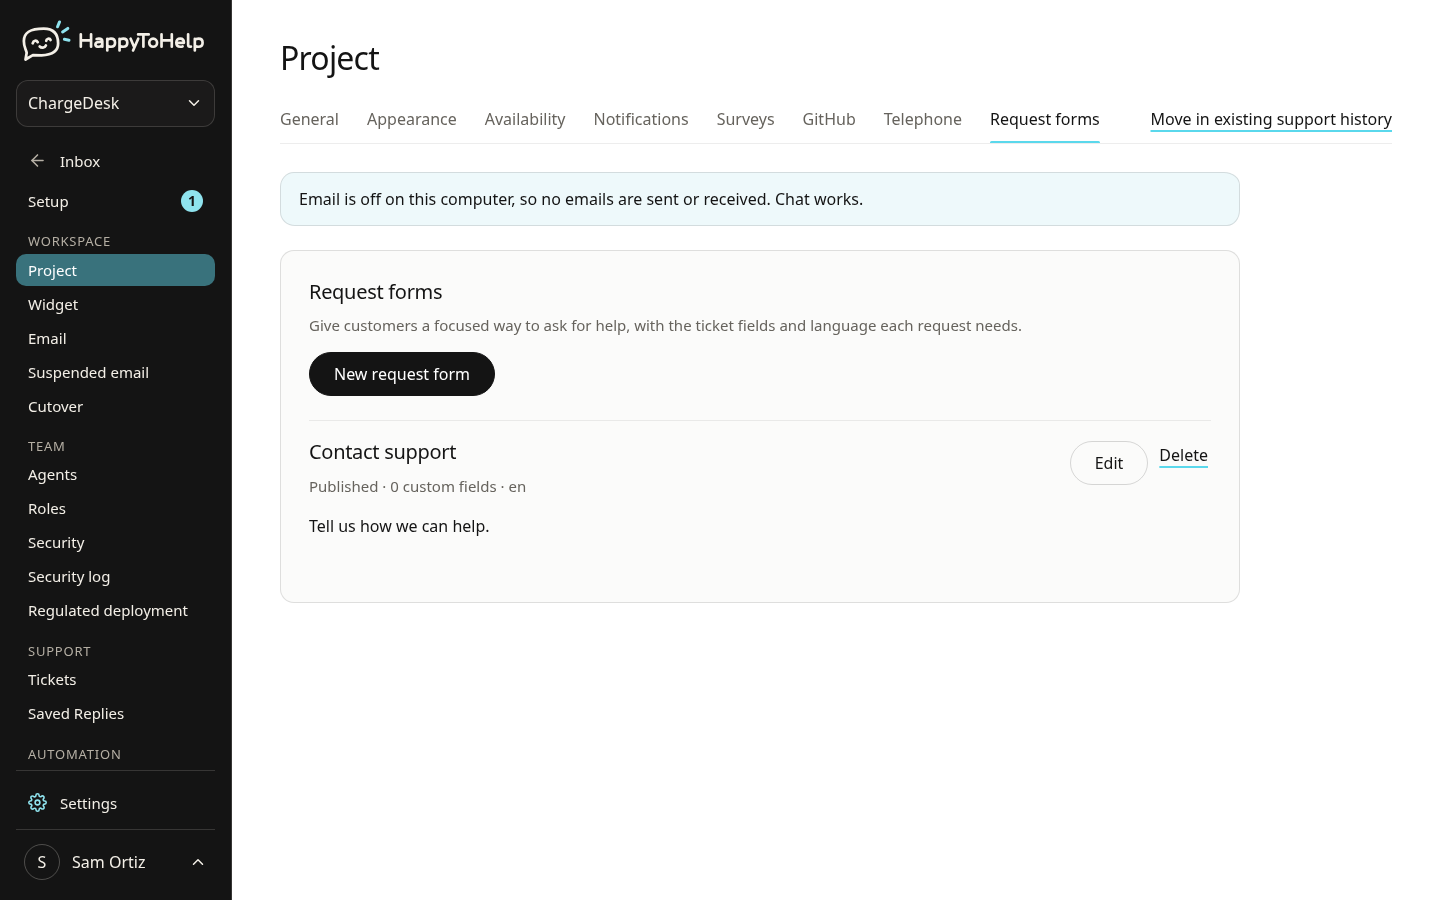 HappyToHelp
ChargeDesk
Inbox
Setup 1
WORKSPACE
Project
Widget
Email
Suspended email
Cutover
TEAM
Agents
Roles
Security
Security log
Regulated deployment
SUPPORT
Tickets
Saved Replies
AUTOMATION
Settings
S Sam Ortiz
Project
General Appearance Availability Notifications Surveys GitHub Telephone Request forms Move in existing support history
Email is off on this computer, so no emails are sent or received. Chat works.
Request forms
Give customers a focused way to ask for help, with the ticket fields and language each request needs.
New request form
Contact support
Edit Delete
Published · 0 custom fields · en
Tell us how we can help.